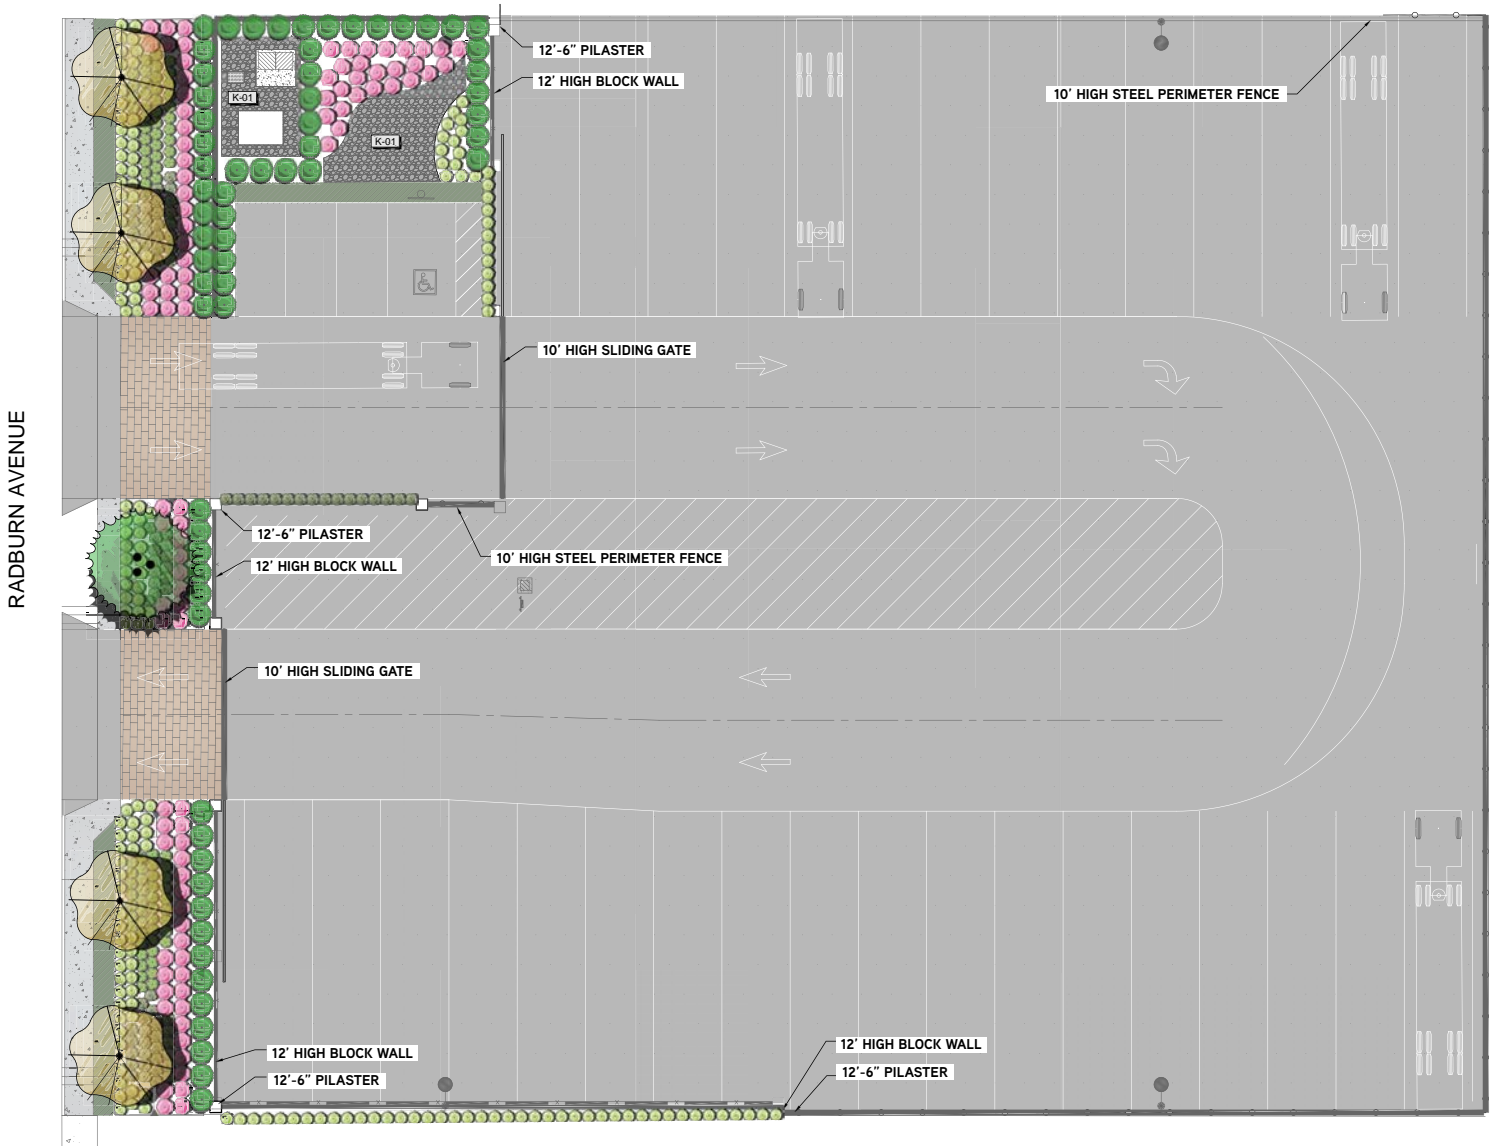 12'-6" PILASTER
12' HIGH BLOCK WALL
10' HIGH STEEL PERIMETER FENCE
K-01
K-01
10' HIGH SLIDING GATE
RADBURN AVENUE
12'-6" PILASTER
10' HIGH STEEL PERIMETER FENCE
12' HIGH BLOCK WALL
10' HIGH SLIDING GATE
12' HIGH BLOCK WALL
12'-6" PILASTER
12' HIGH BLOCK WALL
12'-6" PILASTER